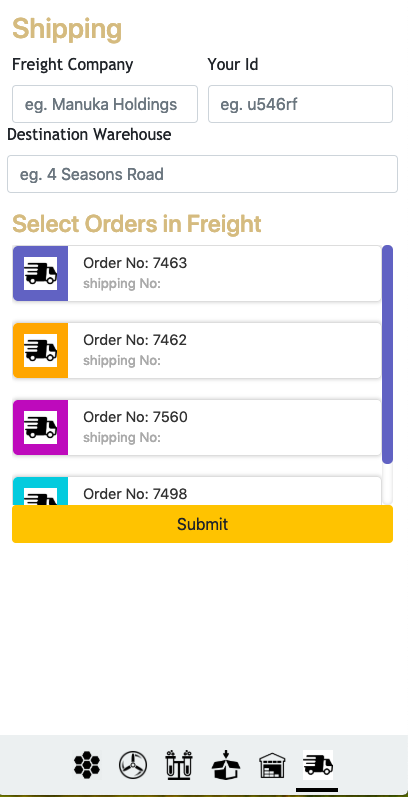 Shipping
Freight Company Your Id
eg. Manuka Holdings eg. u546rf
Destination Warehouse
eg. 4 Seasons Road
Select Orders in Freight
Order No: 7463
shipping No:
Order No: 7462
shipping No:
Order No: 7560
shipping No:
Order No: 7498
Submit